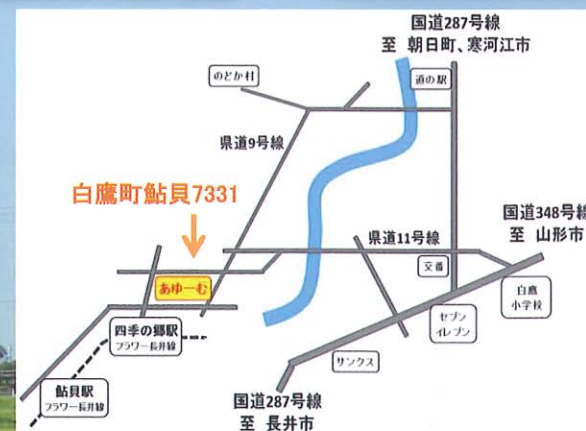 国道287号線
至 朝日町、寒河江市
のどか村
道の駅
県道9号線
白鷹町鮎貝7331
国道348号線
至 山形市
県道11号線
交番
あゆーむ
白鷹
小学校
セブン
イレブン
四季の郷駅
フラワー長井線
サンクス
鮎貝駅
フラワー長井線
国道287号線
至 長井市